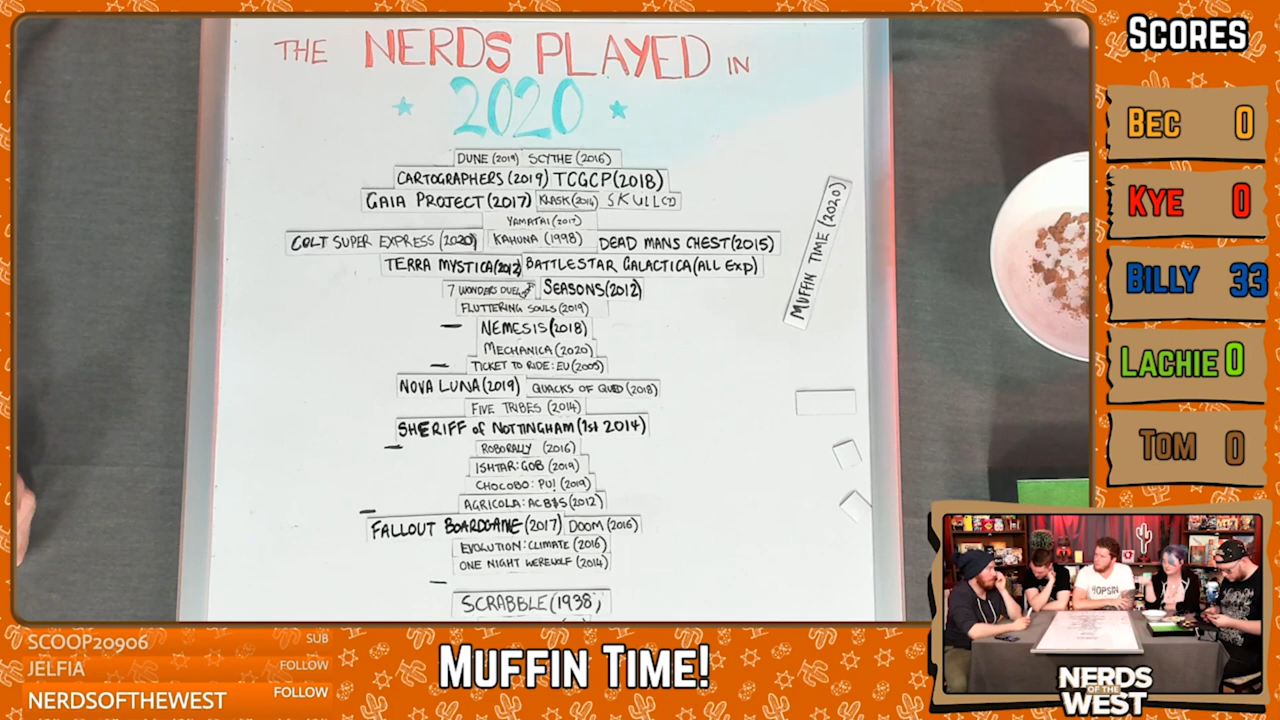 THE NERDS PLAYED IN
2020
DUNE (2019) SCYTHE (2016)
CARTOGRAPHERS (2019) TCGCP (2018)
GAIA PROJECT (2017) KLASK (2014) SKULL
YAMATAI (2017)
COLT SUPER EXPRESS (2020) KAHUNA (1998) DEAD MANS CHEST (2015)
TERRA MYSTICA (2012) BATTLESTAR GALACTICA (ALL EXP)
7 WONDERS DUEL SEASONS (2012)
FLUTTERING SOULS (2019)
NEMESIS (2018)
MECHANICA (2020)
TICKET TO RIDE: EU (2005)
NOVA LUNA (2019) QUACKS OF QUED (2018)
FIVE TRIBES (2014)
SHERIFF of NOTTINGHAM (1st 2014)
ROBORALLY (2016)
ISHTAR: GOB (2019)
CHOCOBO: PU! (2019)
AGRICOLA: ACB&S (2012)
FALLOUT BOARDGAME (2017) DOOM (2016)
EVOLUTION: CLIMATE (2016)
ONE NIGHT WEREWOLF (2014)
SCRABBLE (1938)
MUFFIN TIME (2020)
SCORES
BEC 0
KYE 0
BILLY 33
LACHIE 0
TOM 0
SCOOP20906 SUB
JELFIA FOLLOW
NERDSOFTHEWEST FOLLOW
MUFFIN TIME!
NERDS
OF THE
WEST